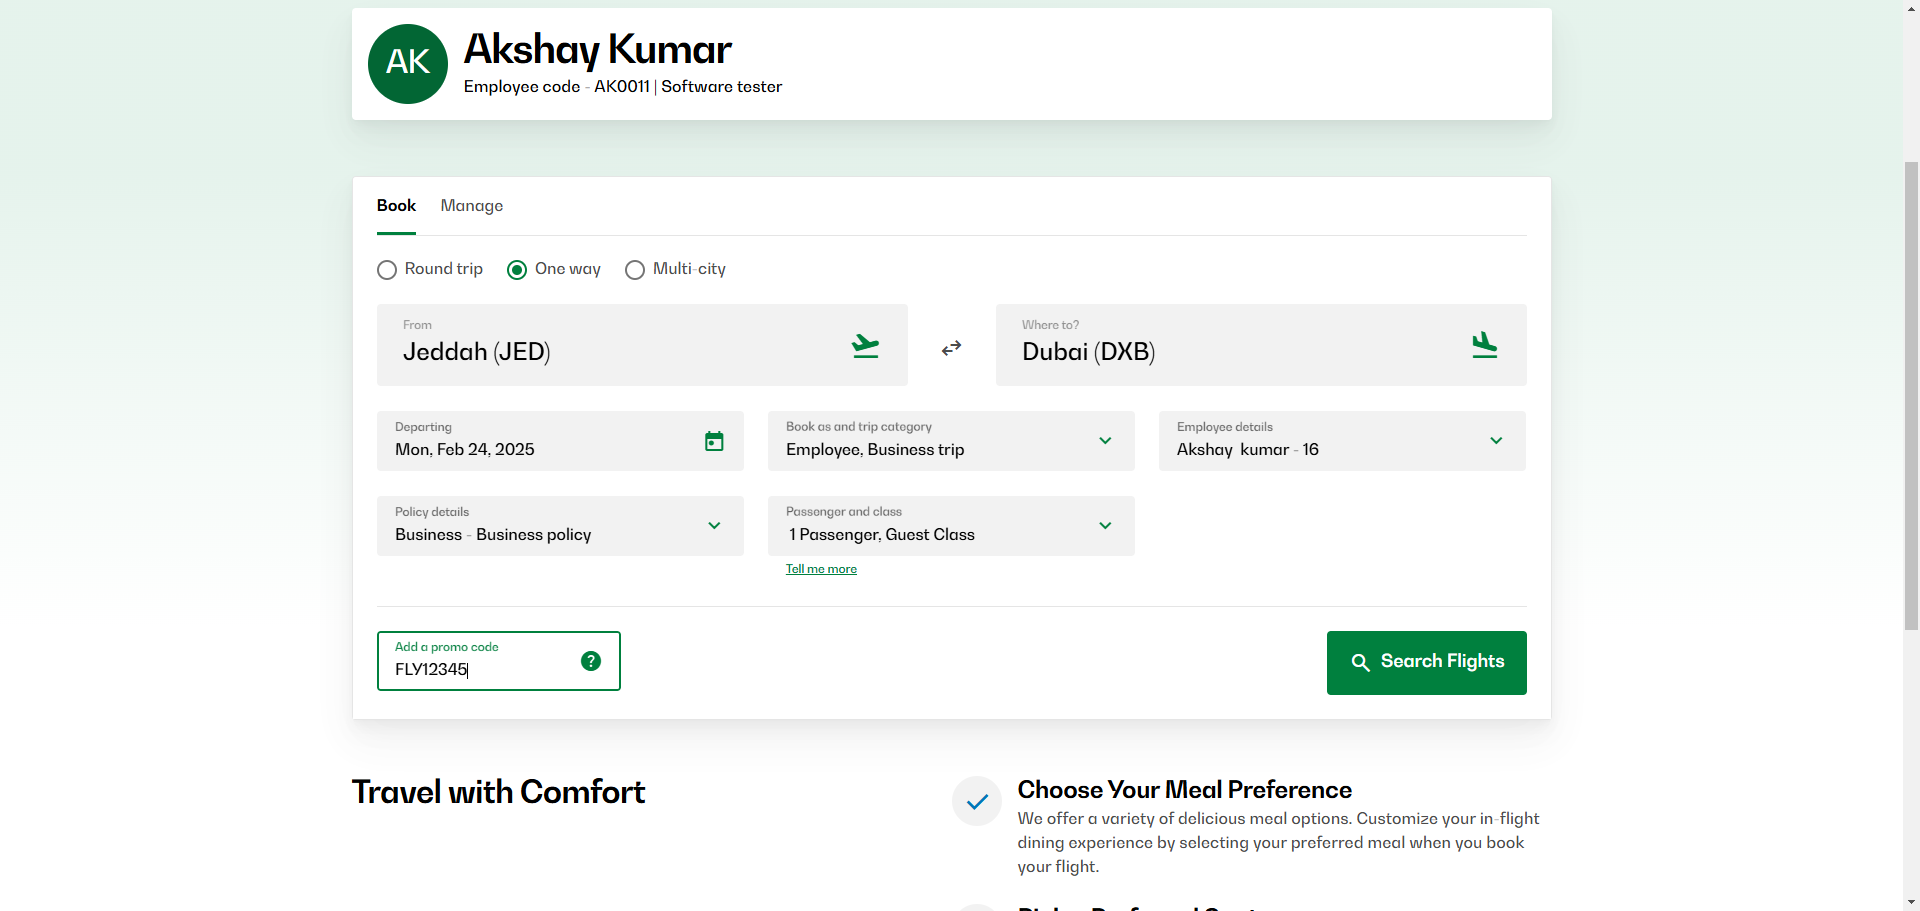 AK
Akshay Kumar
Employee code - AK0011 | Software tester
Book
Manage
Round trip
One way
Multi-city
From
Jeddah (JED)
Where to?
Dubai (DXB)
Departing
Mon, Feb 24, 2025
Book as and trip category
Employee, Business trip
Employee details
Akshay  kumar - 16
Policy details
Business - Business policy
Passenger and class
1 Passenger, Guest Class
Tell me more
Add a promo code
FLY12345
?
Search Flights
Travel with Comfort
Choose Your Meal Preference
We offer a variety of delicious meal options. Customize your in-flight
dining experience by selecting your preferred meal when you book
your flight.